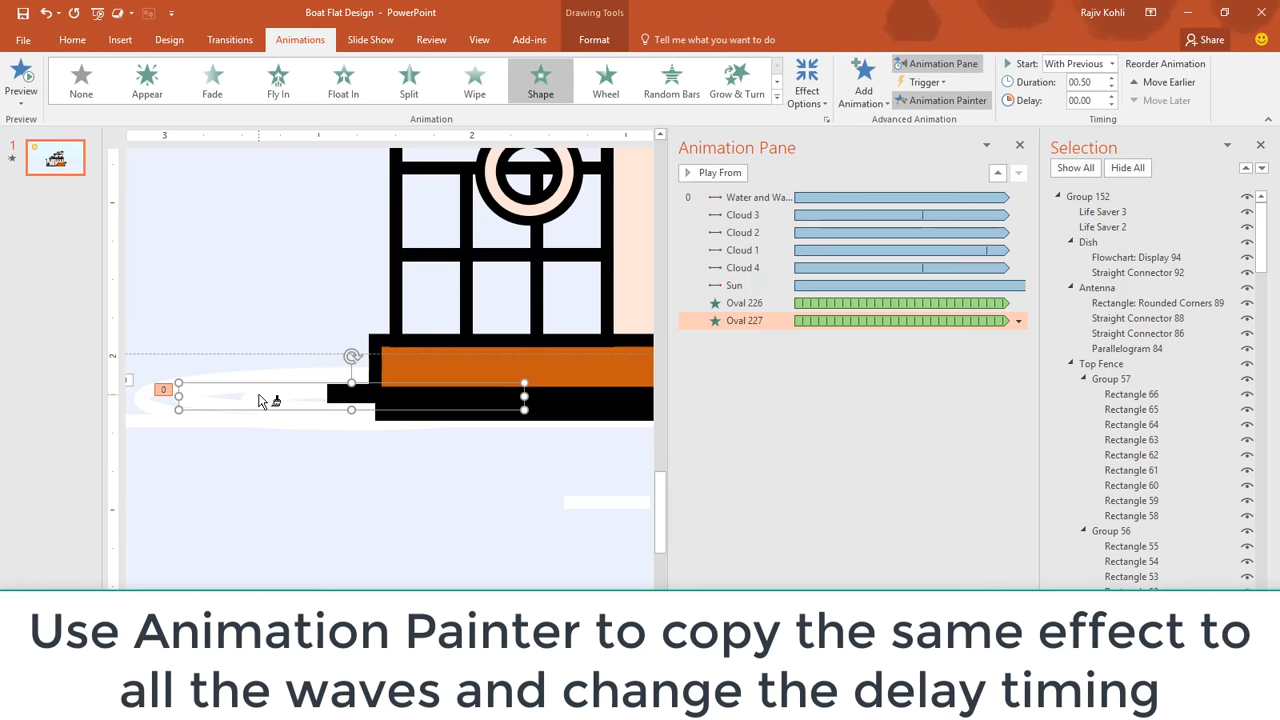 Boat Flat Design - PowerPoint
Drawing Tools
Rajiv Kohli
File Home Insert Design Transitions Animations Slide Show Review View Add-ins Format Tell me what you want to do Share
Preview
None
Appear
Fade
Fly In
Float In
Split
Wipe
Shape
Wheel
Random Bars
Grow & Turn
Effect Options
Add Animation
Animation Pane
Trigger
Animation Painter
Start: With Previous
Duration: 00.50
Delay: 00.00
Reorder Animation
Move Earlier
Move Later
Preview
Animation
Advanced Animation
Timing
1
3 2
2
0
Animation Pane
Play From
0 Water and Wa...
Cloud 3
Cloud 2
Cloud 1
Cloud 4
Sun
Oval 226
Oval 227
Selection
Show All Hide All
Group 152
Life Saver 3
Life Saver 2
Dish
Flowchart: Display 94
Straight Connector 92
Antenna
Rectangle: Rounded Corners 89
Straight Connector 88
Straight Connector 86
Parallelogram 84
Top Fence
Group 57
Rectangle 66
Rectangle 65
Rectangle 64
Rectangle 63
Rectangle 62
Rectangle 61
Rectangle 60
Rectangle 59
Rectangle 58
Group 56
Rectangle 55
Rectangle 54
Rectangle 53
Use Animation Painter to copy the same effect to
all the waves and change the delay timing